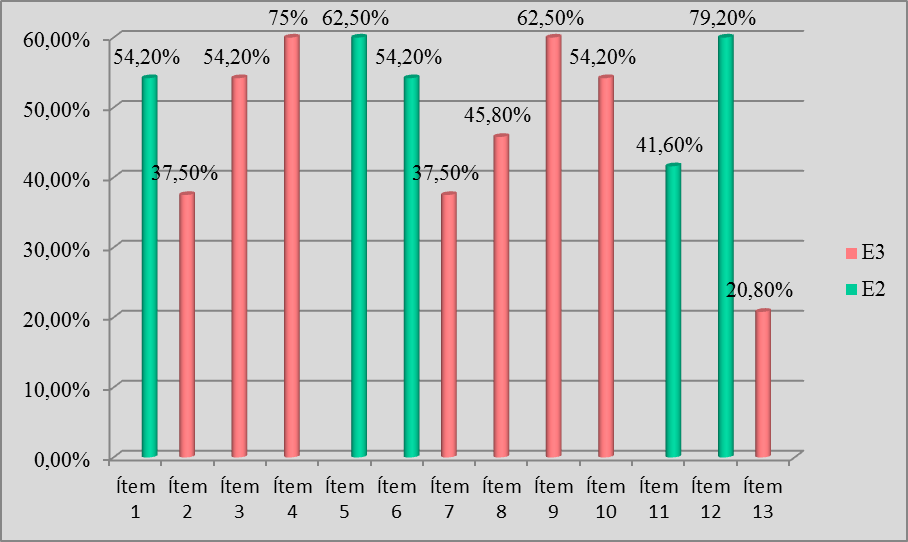 75% 62,50% 62,50% 79,20%
60,00%
54,20% 54,20% 54,20% 54,20%
50,00%
45,80%
41,60%
40,00%
37,50% 37,50%
30,00%
E3
E2
20,80%
20,00%
10,00%
0,00%
Ítem Ítem Ítem Ítem Ítem Ítem Ítem Ítem Ítem Ítem Ítem Ítem Ítem
1 2 3 4 5 6 7 8 9 10 11 12 13